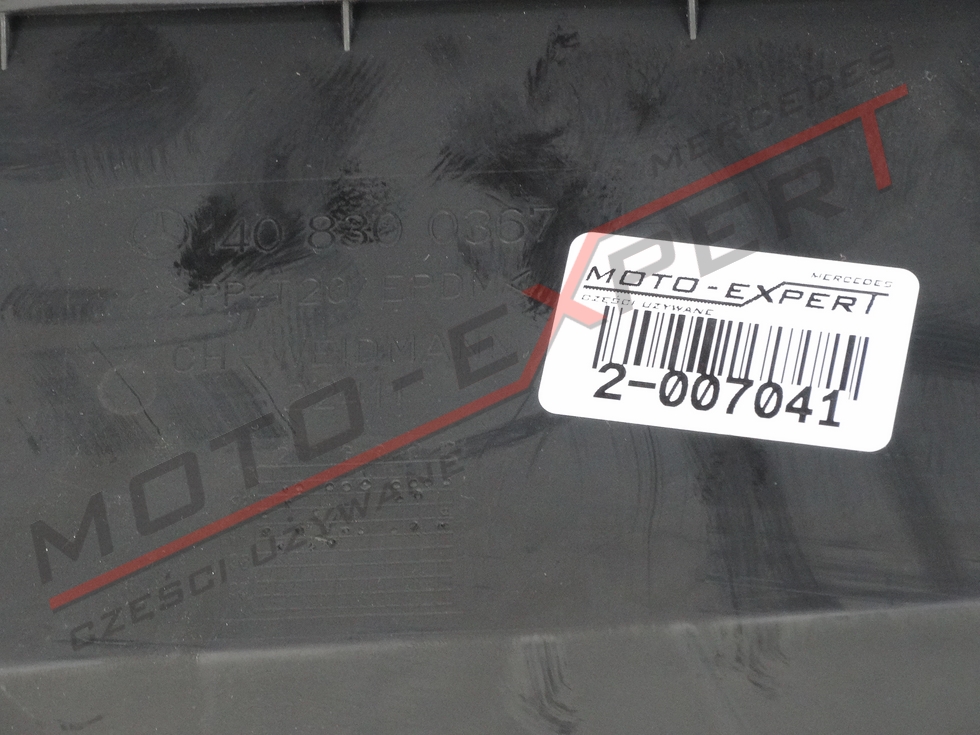 140 830 0367
MOTO-EXPERT
MERCEDES
CZĘŚCI UŻYWANE
MERCEDES
MOTO-EXPERT
CZĘŚCI UŻYWANE
2-007041